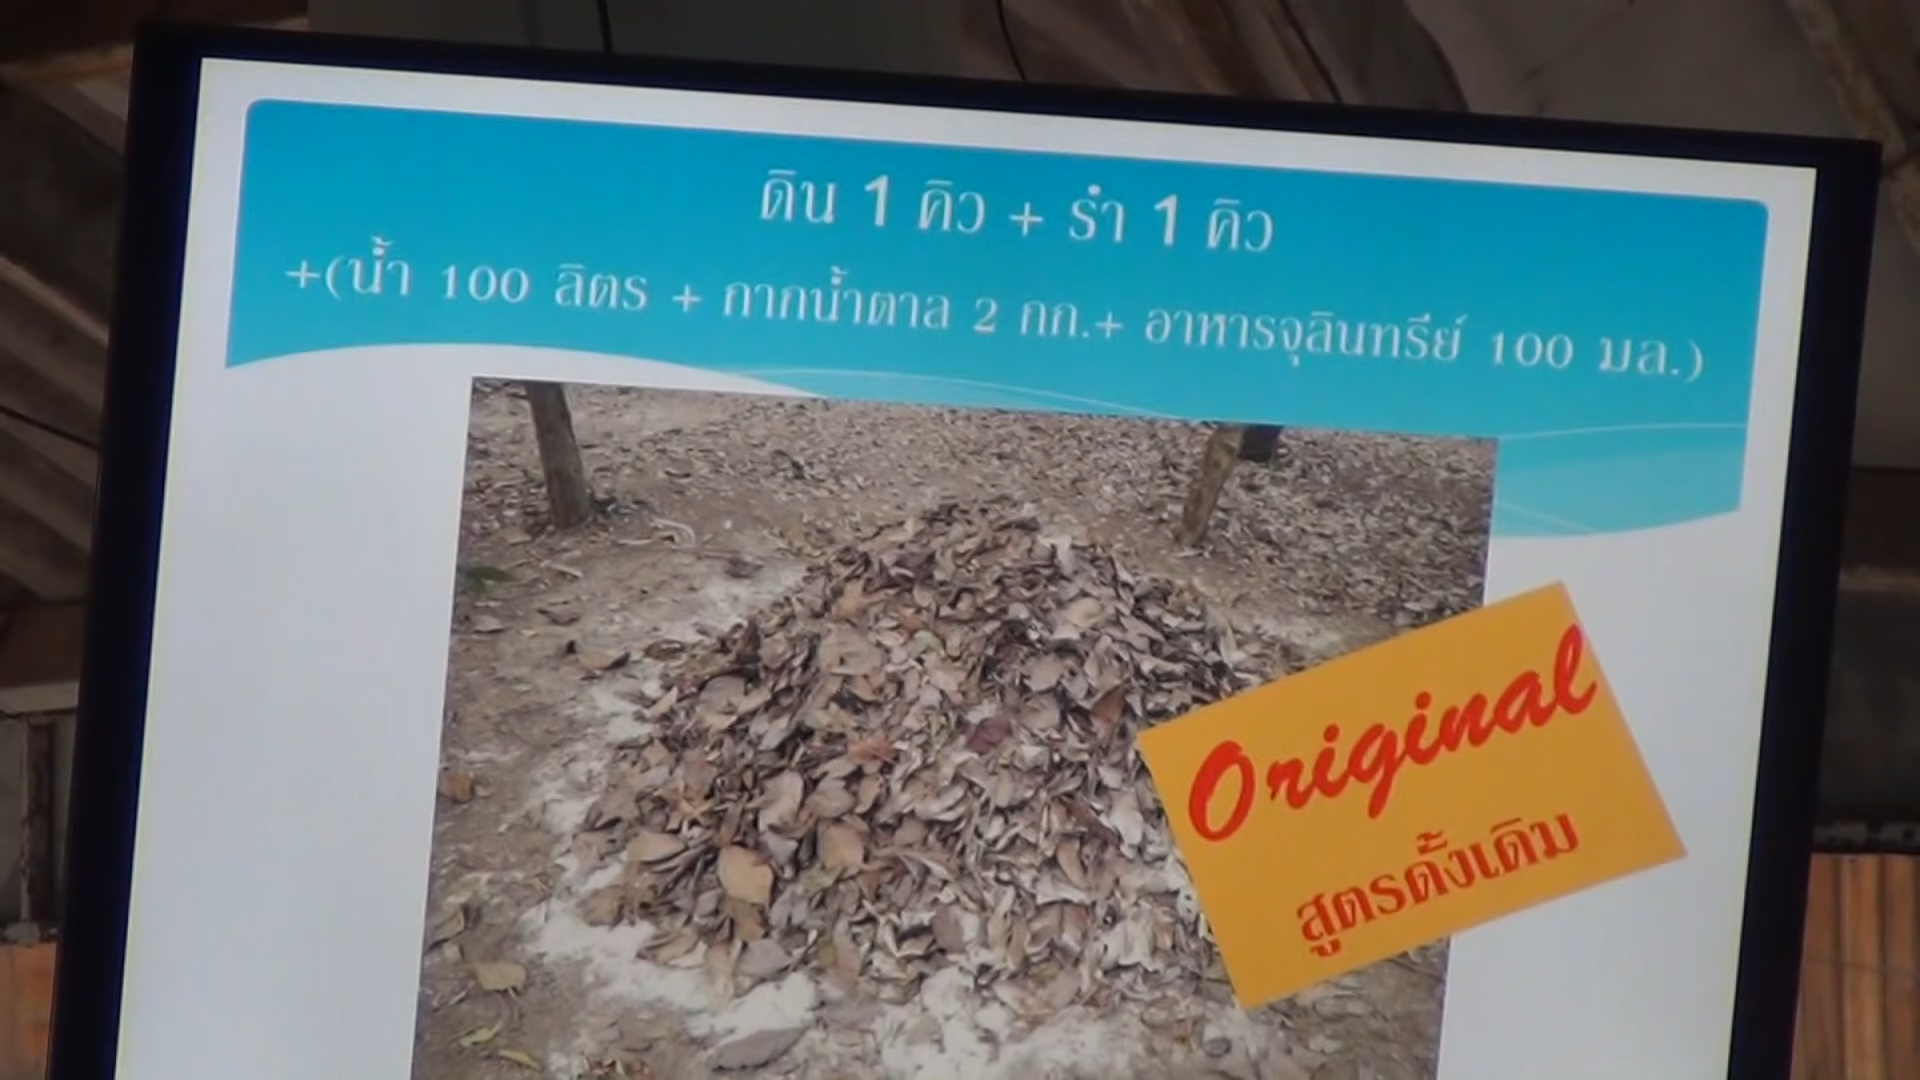 ดิน 1 คิว + รำ 1 คิว
+(น้ำ 100 ลิตร + กากน้ำตาล 2 กก.+ อาหารจุลินทรีย์ 100 มล.)
Original
สูตรดั้งเดิม